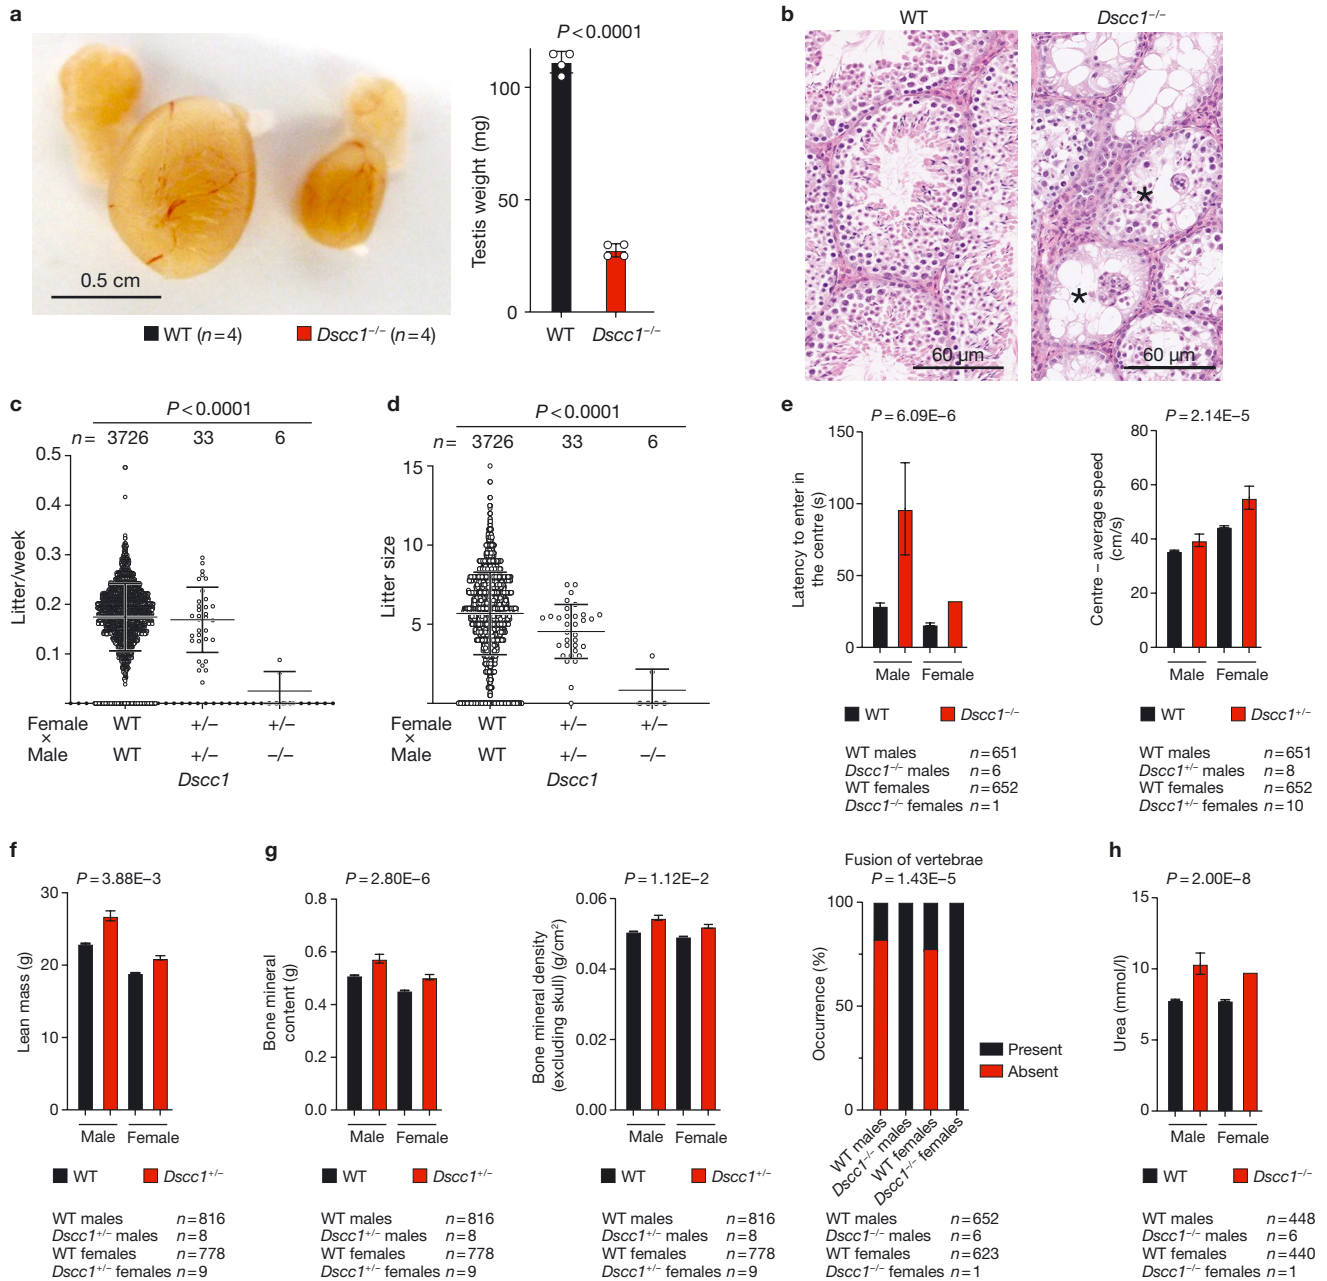 a
P < 0.0001
Testis weight (mg)
100
50
0
WT
Dscc1−/−
0.5 cm
WT (n = 4)
Dscc1−/− (n = 4)
b
WT
Dscc1−/−
*
*
60 µm
60 µm
c
P < 0.0001
n = 3726 33 6
Litter/week
0.5
0.4
0.3
0.2
0.1
Female WT +/− +/−
×
Male WT +/− −/−
Dscc1
d
P < 0.0001
n = 3726 33 6
Litter size
15
10
5
Female WT +/− +/−
×
Male WT +/− −/−
Dscc1
e
P = 6.09E−6
Latency to enter in
the centre (s)
150
100
50
0
Male Female
WT Dscc1−/−
WT males n = 651
Dscc1−/− males n = 6
WT females n = 652
Dscc1−/− females n = 1
P = 2.14E−5
Centre – average speed
(cm/s)
80
60
40
20
0
Male Female
WT Dscc1+/−
WT males n = 651
Dscc1+/− males n = 8
WT females n = 652
Dscc1+/− females n = 10
f
P = 3.88E−3
Lean mass (g)
30
20
10
0
Male Female
WT Dscc1+/−
WT males n = 816
Dscc1+/− males n = 8
WT females n = 778
Dscc1+/− females n = 9
g
P = 2.80E−6
Bone mineral
content (g)
0.8
0.6
0.4
0.2
0.0
Male Female
WT Dscc1+/−
WT males n = 816
Dscc1+/− males n = 8
WT females n = 778
Dscc1+/− females n = 9
P = 1.12E−2
Bone mineral density
(excluding skull) (g/cm2)
0.06
0.04
0.02
0.00
Male Female
WT Dscc1+/−
WT males n = 816
Dscc1+/− males n = 8
WT females n = 778
Dscc1+/− females n = 9
Fusion of vertebrae
P = 1.43E−5
Occurrence (%)
100
50
0
Present
Absent
WT males
Dscc1−/− males
WT females
Dscc1−/− females
WT males n = 652
Dscc1−/− males n = 6
WT females n = 623
Dscc1−/− females n = 1
h
P = 2.00E−8
Urea (mmol/l)
15
10
5
0
Male Female
WT Dscc1−/−
WT males n = 448
Dscc1−/− males n = 6
WT females n = 440
Dscc1−/− females n = 1